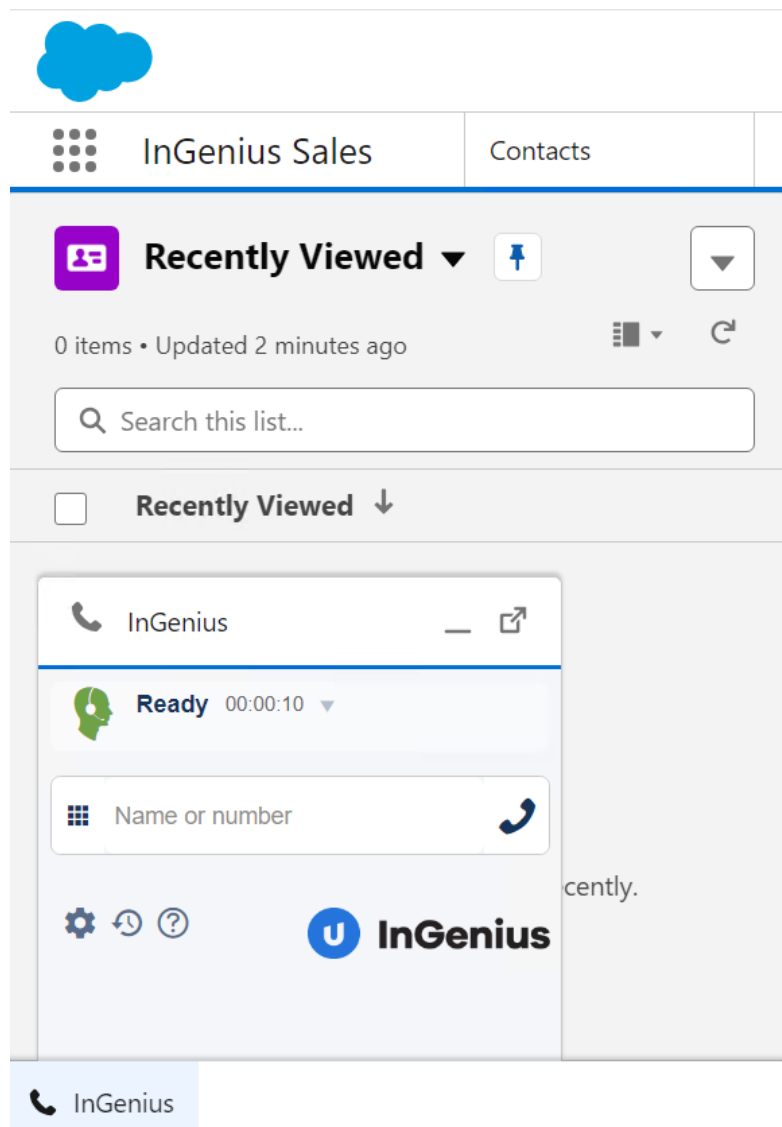 InGenius Sales
Contacts
Recently Viewed
0 items • Updated 2 minutes ago
Search this list...
Recently Viewed
InGenius
Ready 00:00:10
Name or number
cently.
InGenius
InGenius